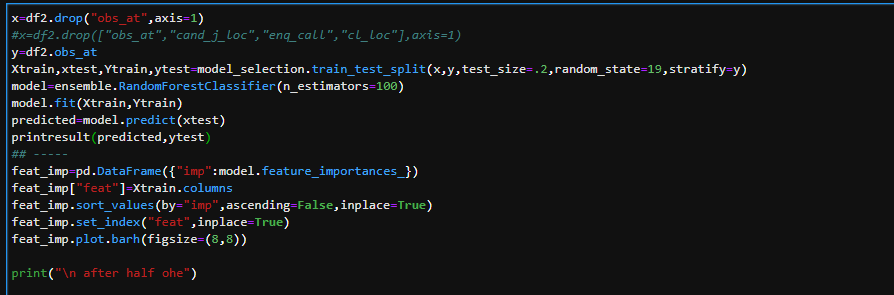 x=df2.drop("obs_at",axis=1)
#x=df2.drop(["obs_at","cand_j_loc","enq_call","cl_loc"],axis=1)
y=df2.obs_at
Xtrain,xtest,Ytrain,ytest=model_selection.train_test_split(x,y,test_size=.2,random_state=19,stratify=y)
model=ensemble.RandomForestClassifier(n_estimators=100)
model.fit(Xtrain,Ytrain)
predicted=model.predict(xtest)
printresult(predicted,ytest)
## -----
feat_imp=pd.DataFrame({"imp":model.feature_importances_})
feat_imp["feat"]=Xtrain.columns
feat_imp.sort_values(by="imp",ascending=False,inplace=True)
feat_imp.set_index("feat",inplace=True)
feat_imp.plot.barh(figsize=(8,8))
print("\n after half ohe")